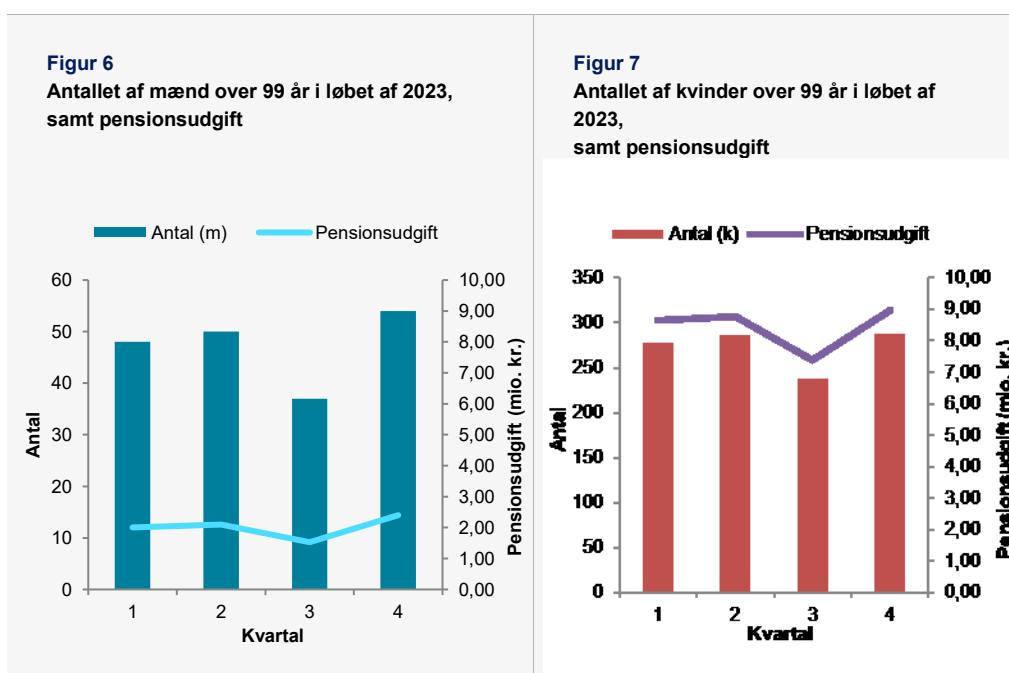 Figur 6
Antallet af mænd over 99 år i løbet af 2023,
samt pensionsudgift
Antal (m)
Pensionsudgift
60
50
40
30
20
10
0
Antal
10,00
9,00
8,00
7,00
6,00
5,00
4,00
3,00
2,00
1,00
0,00
Pensionsudgift (mio. kr.)
1 2 3 4
Kvartal
Figur 7
Antallet af kvinder over 99 år i løbet af
2023,
samt pensionsudgift
Antal (k)
Pensionsudgift
350
300
250
200
150
100
50
0
Antal
10,00
9,00
8,00
7,00
6,00
5,00
4,00
3,00
2,00
1,00
0,00
Pensionsudgift (mio. kr.)
1 2 3 4
Kvartal